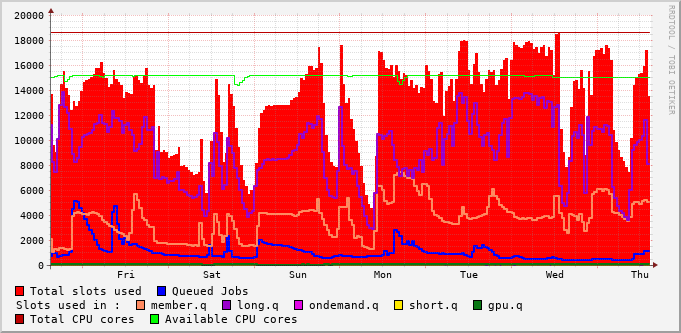 RRDTOOL / TOBI OETIKER
20000
18000
16000
14000
12000
10000
8000
6000
4000
2000
0
Fri Sat Sun Mon Tue Wed Thu
Total slots used Queued Jobs
Slots used in : member.q long.q ondemand.q short.q gpu.q
Total CPU cores Available CPU cores